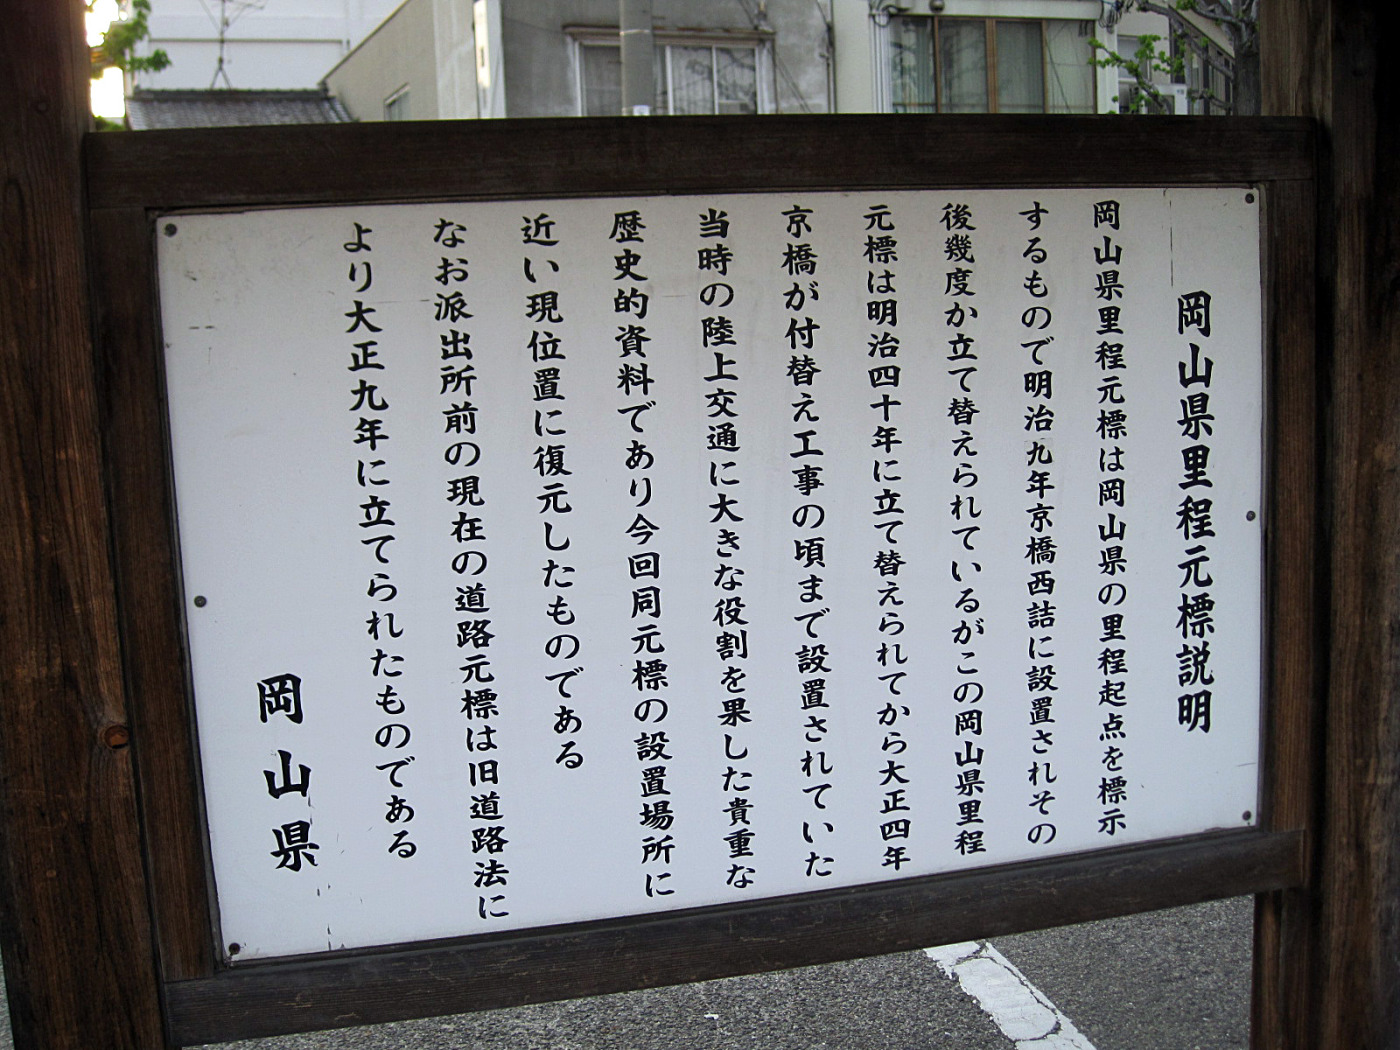 岡山県里程元標説明
岡山県里程元標は岡山県の里程起点を標示
するもので明治九年京橋西詰に設置されその
後幾度か立て替えられているがこの岡山県里程
元標は明治四十年に立て替えられてから大正四年
京橋が付替え工事の頃まで設置されていた
当時の陸上交通に大きな役割を果した貴重な
歴史的資料であり今回同元標の設置場所に
近い現位置に復元したものである
なお派出所前の現在の道路元標は旧道路法に
より大正九年に立てられたものである
岡山県